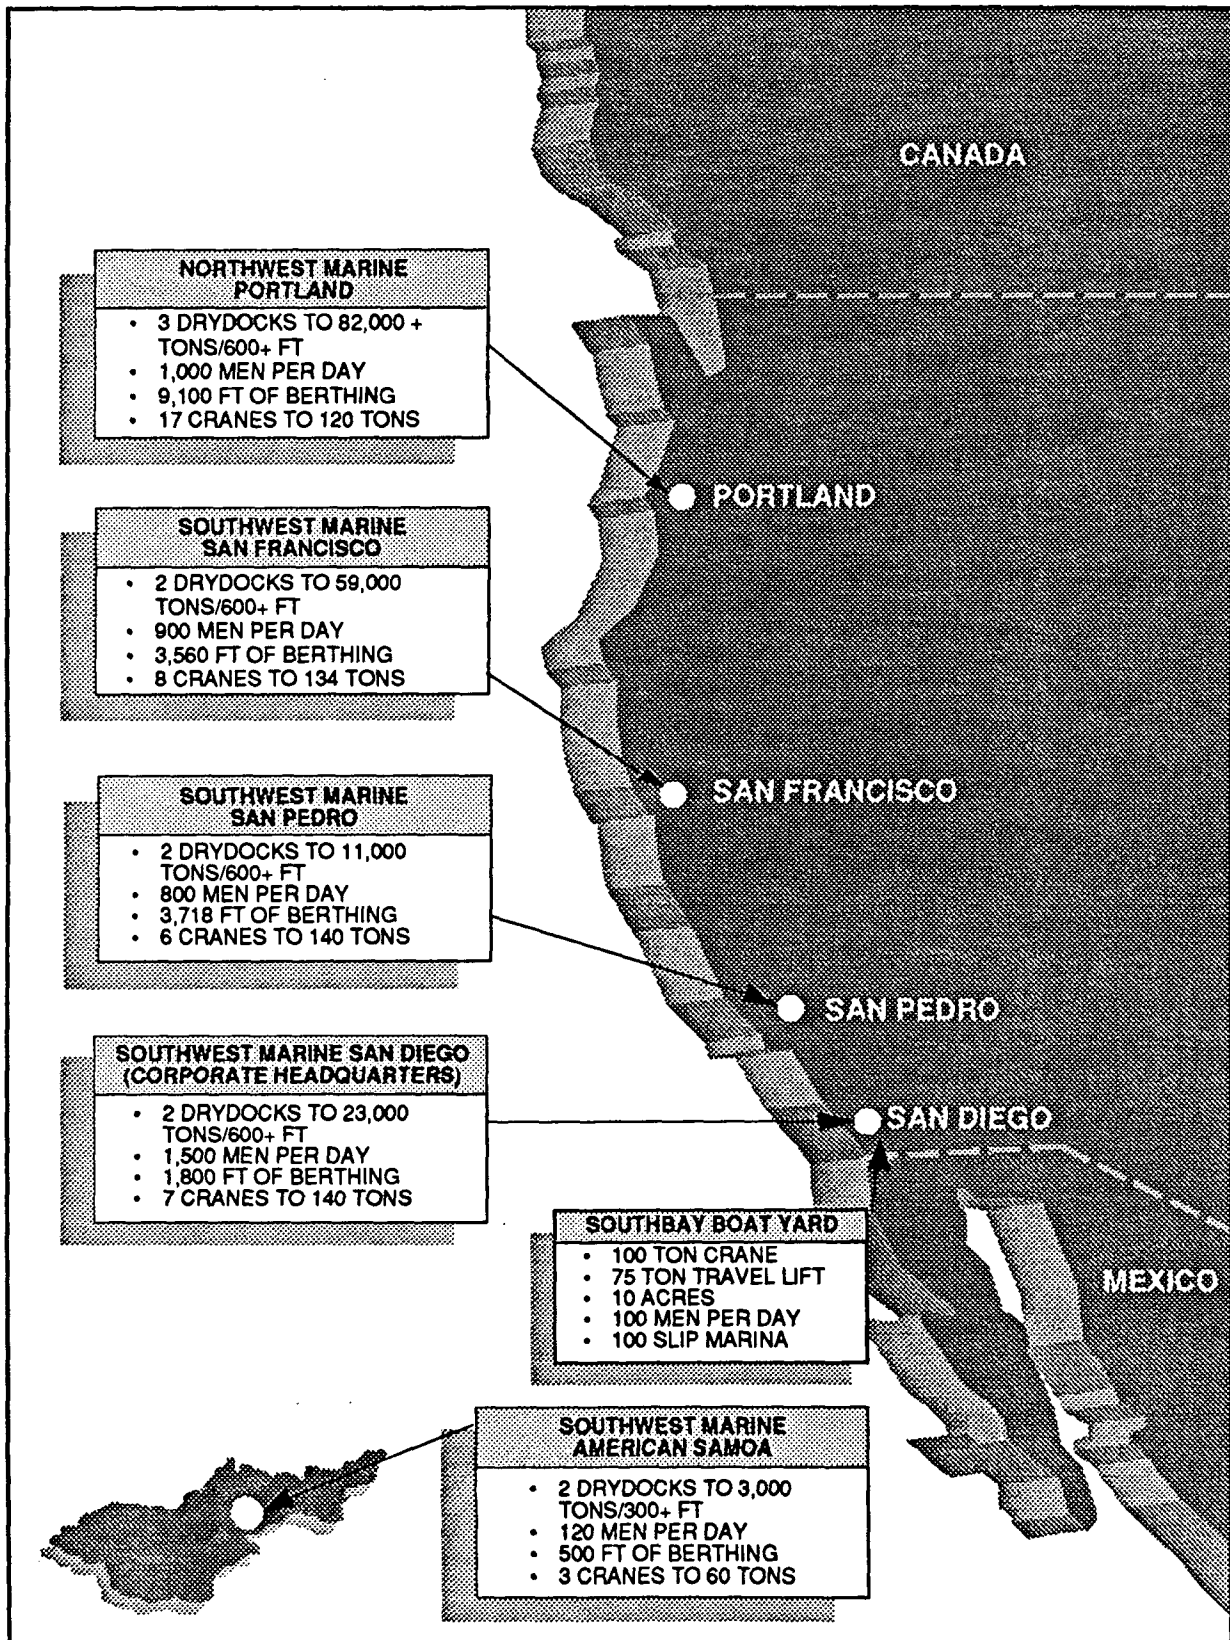 CANADA
NORTHWEST MARINE
PORTLAND
• 3 DRYDOCKS TO 82,000 +
TONS/600+ FT
• 1,000 MEN PER DAY
• 9,100 FT OF BERTHING
• 17 CRANES TO 120 TONS
PORTLAND
SOUTHWEST MARINE
SAN FRANCISCO
• 2 DRYDOCKS TO 59,000
TONS/600+ FT
• 900 MEN PER DAY
• 3,560 FT OF BERTHING
• 8 CRANES TO 134 TONS
SAN FRANCISCO
SOUTHWEST MARINE
SAN PEDRO
• 2 DRYDOCKS TO 11,000
TONS/600+ FT
• 800 MEN PER DAY
• 3,718 FT OF BERTHING
• 6 CRANES TO 140 TONS
SAN PEDRO
SOUTHWEST MARINE SAN DIEGO
(CORPORATE HEADQUARTERS)
• 2 DRYDOCKS TO 23,000
TONS/600+ FT
• 1,500 MEN PER DAY
• 1,800 FT OF BERTHING
• 7 CRANES TO 140 TONS
SAN DIEGO
SOUTHBAY BOAT YARD
• 100 TON CRANE
• 75 TON TRAVEL LIFT
• 10 ACRES
• 100 MEN PER DAY
• 100 SLIP MARINA
MEXICO
SOUTHWEST MARINE
AMERICAN SAMOA
• 2 DRYDOCKS TO 3,000
TONS/300+ FT
• 120 MEN PER DAY
• 500 FT OF BERTHING
• 3 CRANES TO 60 TONS